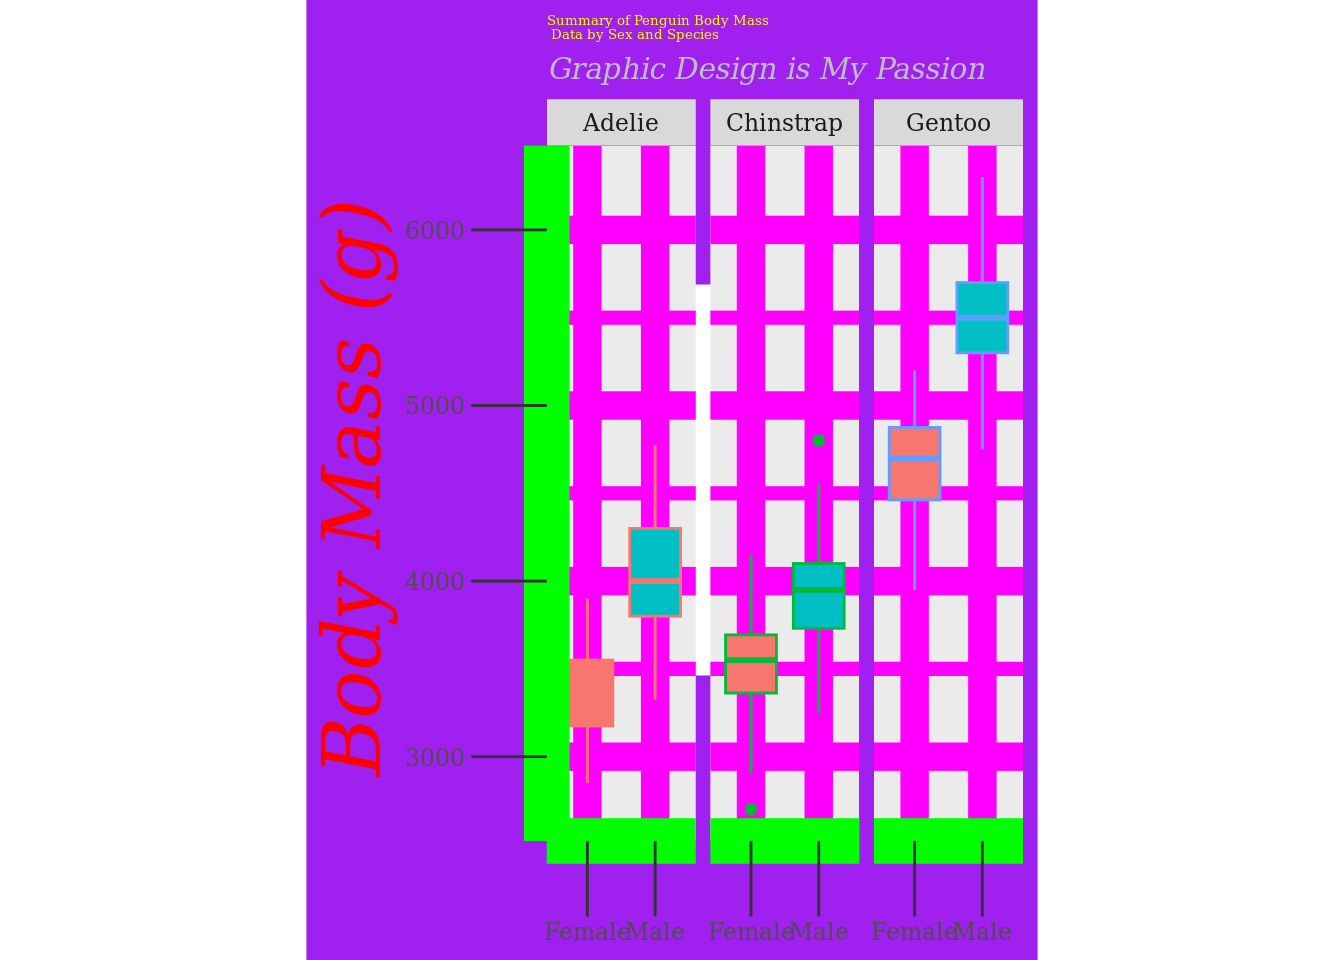 Summary of Penguin Body Mass
Data by Sex and Species
Graphic Design is My Passion
Adelie Chinstrap Gentoo
Body Mass (g)
6000
5000
4000
3000
Female Male Female Male Female Male